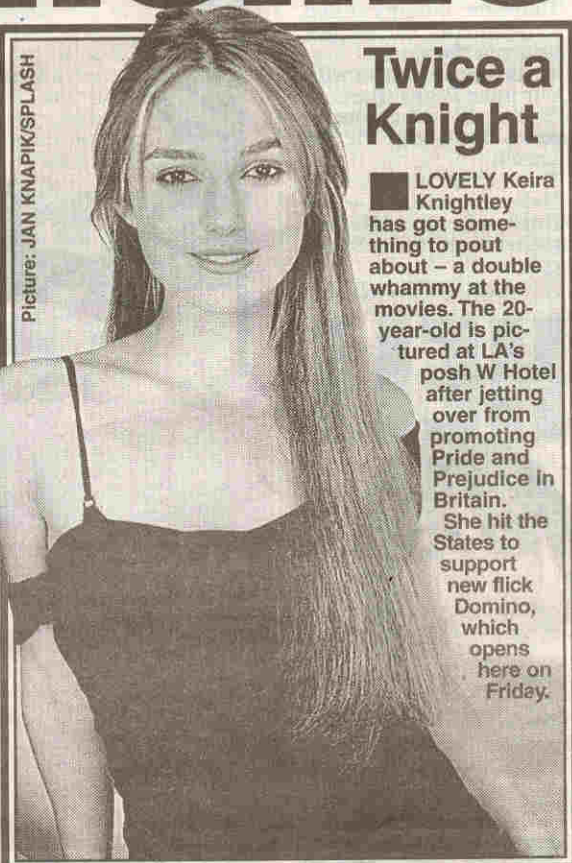 Picture: JAN KNAPIK/SPLASH
Twice a
Knight
LOVELY Keira
Knightley
has got some-
thing to pout
about – a double
whammy at the
movies. The 20-
year-old is pic-
tured at LA's
posh W Hotel
after jetting
over from
promoting
Pride and
Prejudice in
Britain.
She hit the
States to
support
new flick
Domino,
which
opens
here on
Friday.